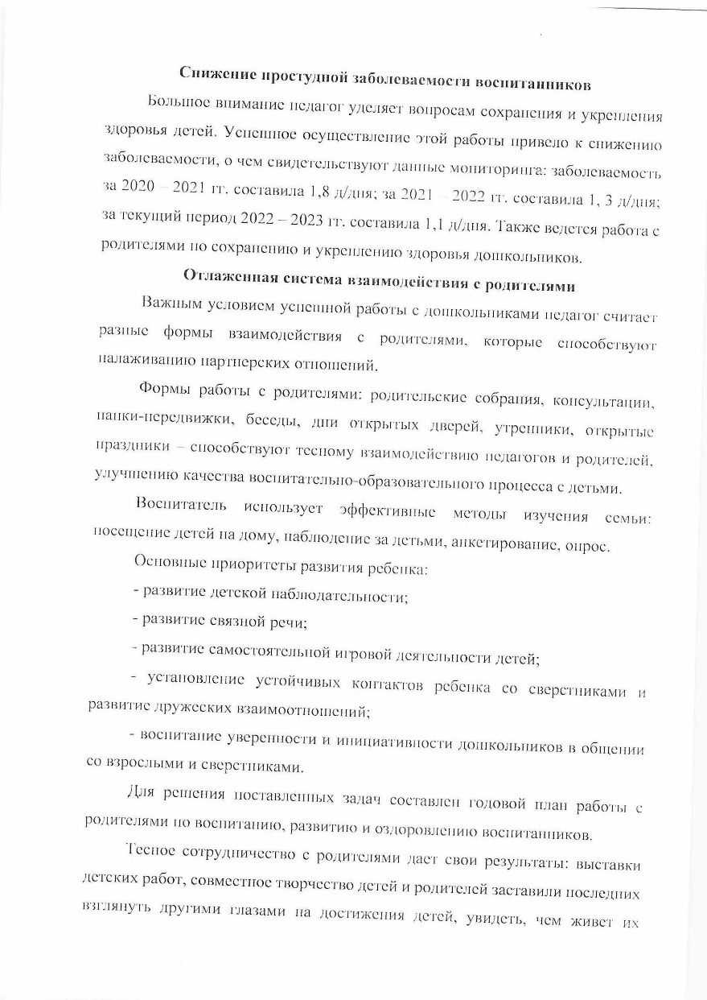 Снижение простудной заболеваемости воспитанников
Большое внимание педагог уделяет вопросам сохранения и укрепления
здоровья детей. Успешное осуществление этой работы привело к снижению
заболеваемости, о чем свидетельствуют данные мониторинга: заболеваемость
за 2020 – 2021 гг. составила 1,8 д/дня; за 2021 – 2022 гг. составила 1, 3 д/дня;
за текущий период 2022 – 2023 гг. составила 1,1 д/дня. Также ведется работа с
родителями по сохранению и укреплению здоровья дошкольников.
Отлаженная система взаимодействия с родителями
Важным условием успешной работы с дошкольниками педагог считает
разные формы взаимодействия с родителями, которые способствуют
налаживанию партнерских отношений.
Формы работы с родителями: родительские собрания, консультации,
папки-передвижки, беседы, дни открытых дверей, утренники, открытые
праздники – способствуют тесному взаимодействию педагогов и родителей,
улучшению качества воспитательно-образовательного процесса с детьми.
Воспитатель использует эффективные методы изучения семьи:
посещение детей на дому, наблюдение за детьми, анкетирование, опрос.
Основные приоритеты развития ребенка:
- развитие детской наблюдательности;
- развитие связной речи;
- развитие самостоятельной игровой деятельности детей;
- установление устойчивых контактов ребенка со сверстниками и
развитие дружеских взаимоотношений;
- воспитание уверенности и инициативности дошкольников в общении
со взрослыми и сверстниками.
Для решения поставленных задач составлен годовой план работы с
родителями по воспитанию, развитию и оздоровлению воспитанников.
Тесное сотрудничество с родителями дает свои результаты: выставки
детских работ, совместное творчество детей и родителей заставили последних
взглянуть другими глазами на достижения детей, увидеть, чем живет их